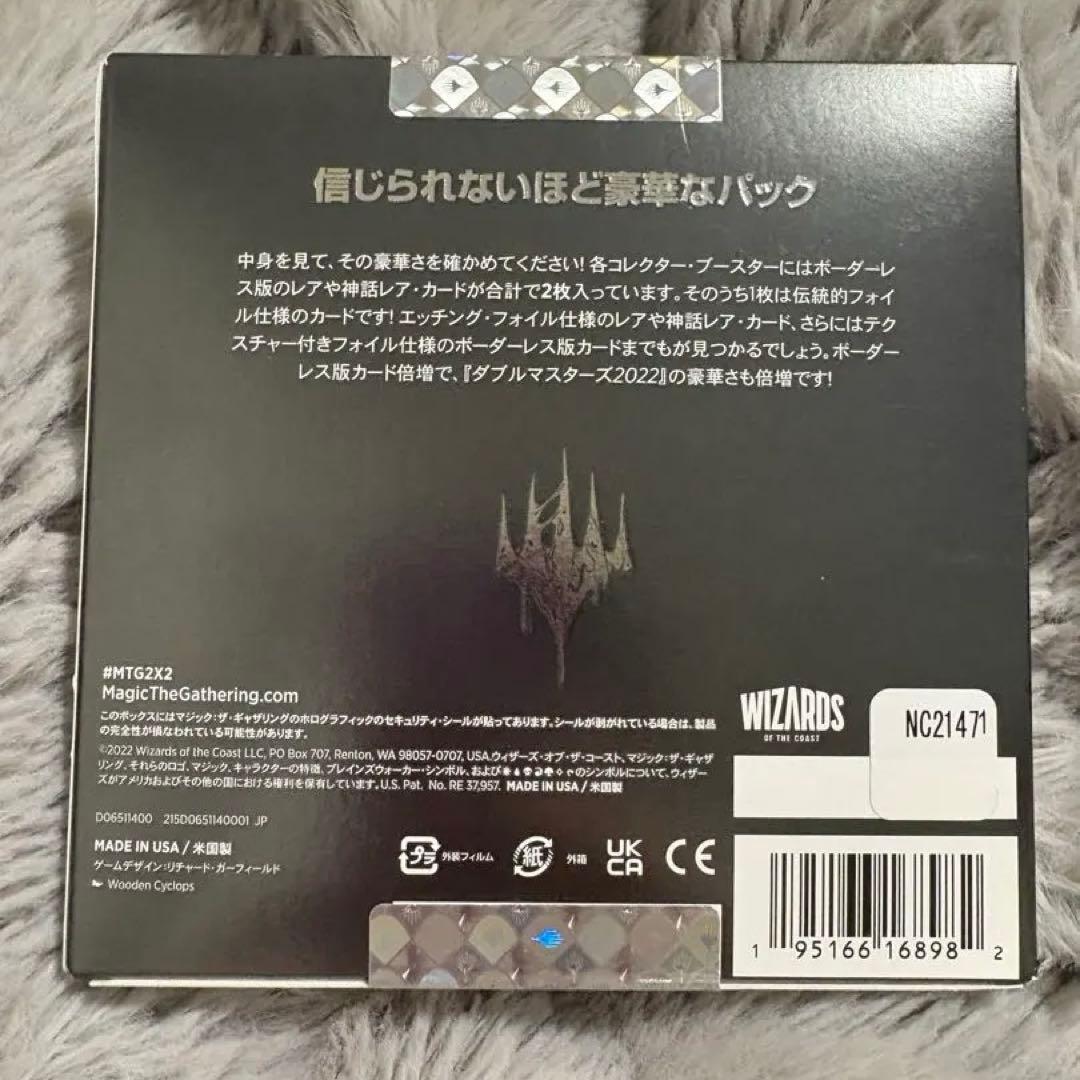 信じられないほど豪華なパック
中身を見て、その豪華さを確かめてください! 各コレクター・ブースターにはボーダーレ
ス版のレアや神話レア・カードが合計で2枚入っています。そのうち1枚は伝統的フォイ
ル仕様のカードです! エッチング・フォイル仕様のレアや神話レア・カード、さらにはテク
スチャー付きフォイル仕様のボーダーレス版カードまでもが見つかるでしょう。ボーダー
レス版カード倍増で、『ダブルマスターズ2022』の豪華さも倍増です!
#MTG2X2
MagicTheGathering.com
このボックスにはマジック:ザ・ギャザリングのホログラフィックのセキュリティ・シールが貼ってあります。シールが剥がれている場合は、製品
の完全性が損なわれている可能性があります。
©2022 Wizards of the Coast LLC, PO Box 707, Renton, WA 98057-0707, USA.ウィザーズ・オブ・ザ・コースト、マジック:ザ・ギャザ
リング、それらのロゴ、マジック、キャラクターの特徴、プレインズウォーカー・シンボル、および のシンボルについて、ウィザー
ズがアメリカおよびその他の国における権利を保有しています。U.S. Pat. No. RE 37,957. MADE IN USA / 米国製
D06511400 215D0651140001 JP
MADE IN USA / 米国製
ゲームデザイン:リチャード・ガーフィールド
Wooden Cyclops
プラ 外装フィルム 紙 外箱 UK CA CE
WIZARDS
OF THE COAST
NC21471
1 95166 16898 2